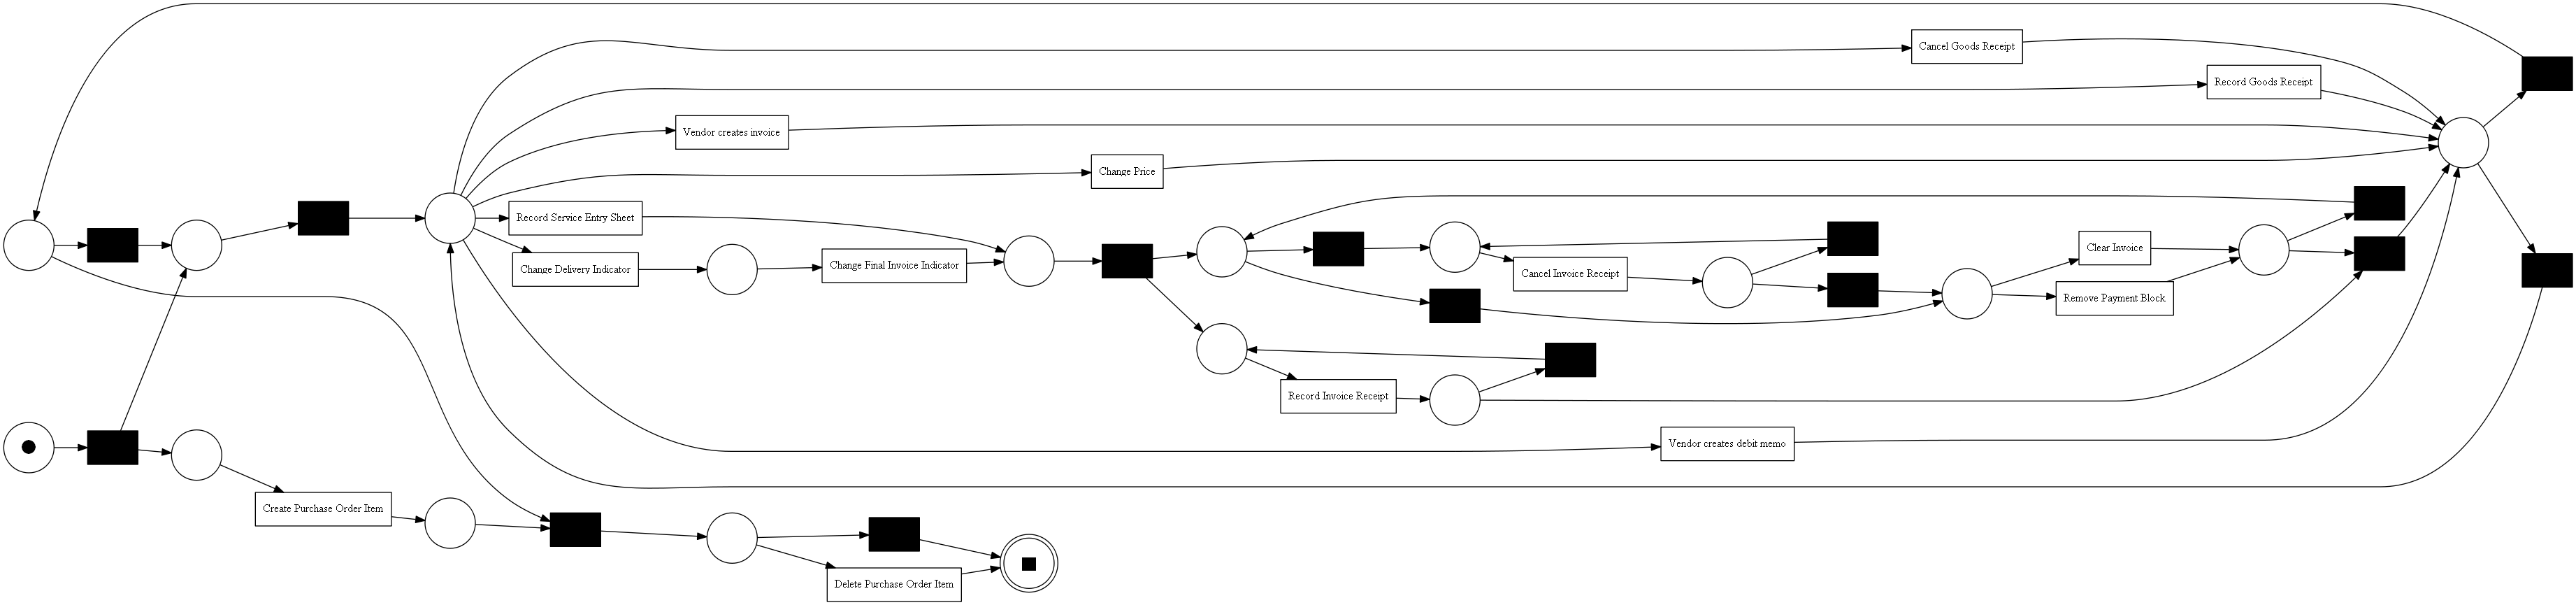 Cancel Goods Receipt
Record Goods Receipt
Vendor creates invoice
Change Price
Record Service Entry Sheet
Clear Invoice
Change Delivery Indicator
Change Final Invoice Indicator
Cancel Invoice Receipt
Remove Payment Block
Record Invoice Receipt
Vendor creates debit memo
Create Purchase Order Item
Delete Purchase Order Item